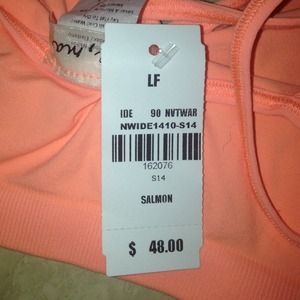 LF
IDE 90 NVTWAR
NWIDE1410-S14
162076
S14
SALMON
$ 48.00